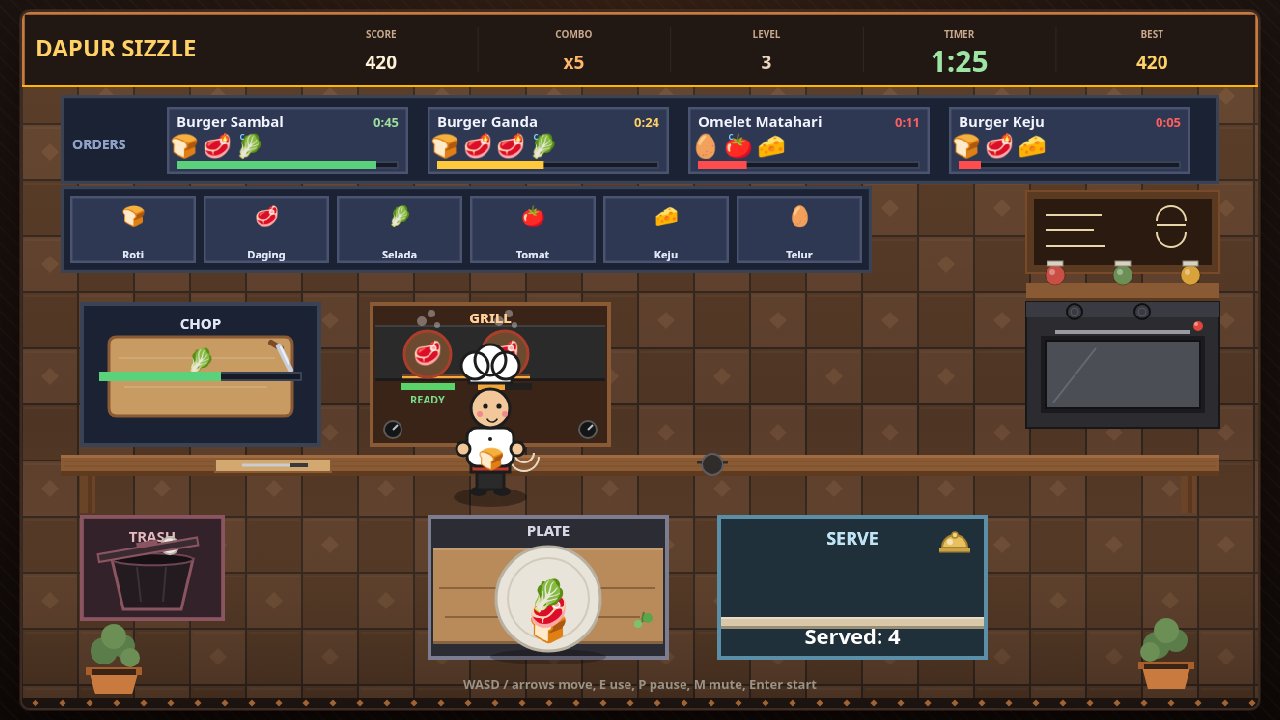 DAPUR SIZZLE
SCORE
420
COMBO
x5
LEVEL
3
TIMER
1:25
BEST
420
ORDERS
Burger Sambal 0:45
Burger Ganda 0:24
Omelet Matahari 0:11
Burger Keju 0:05
Roti
Daging
Selada
Tomat
Keju
Telur
CHOP
GRILL
READY
TRASH
PLATE
SERVE
Served: 4
WASD / arrows move, E use, P pause, M mute, Enter start